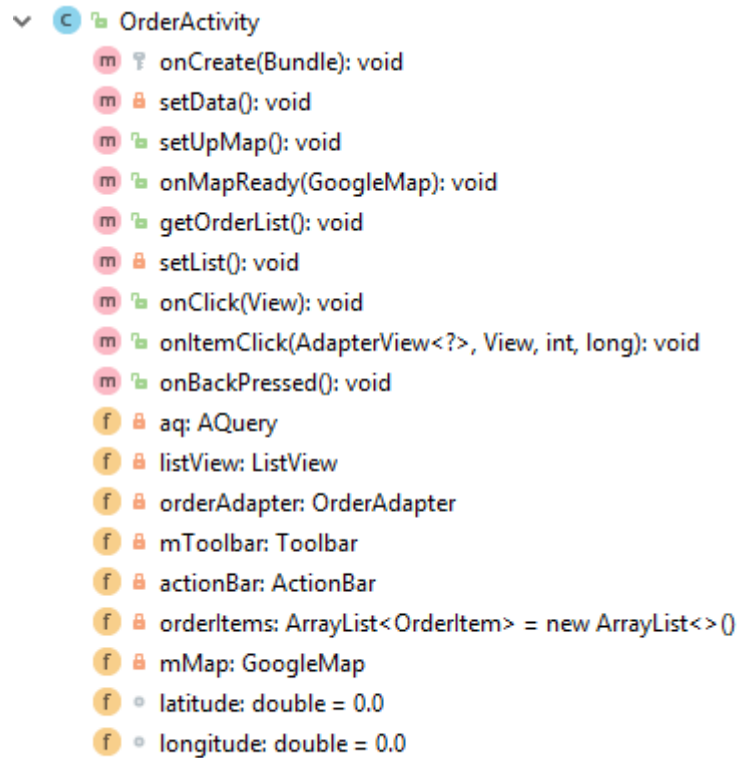 C OrderActivity
m onCreate(Bundle): void
m setData(): void
m setUpMap(): void
m onMapReady(GoogleMap): void
m getOrderList(): void
m setList(): void
m onClick(View): void
m onItemClick(AdapterView<?>, View, int, long): void
m onBackPressed(): void
f aq: AQuery
f listView: ListView
f orderAdapter: OrderAdapter
f mToolbar: Toolbar
f actionBar: ActionBar
f orderItems: ArrayList<OrderItem> = new ArrayList<>()
f mMap: GoogleMap
f latitude: double = 0.0
f longitude: double = 0.0